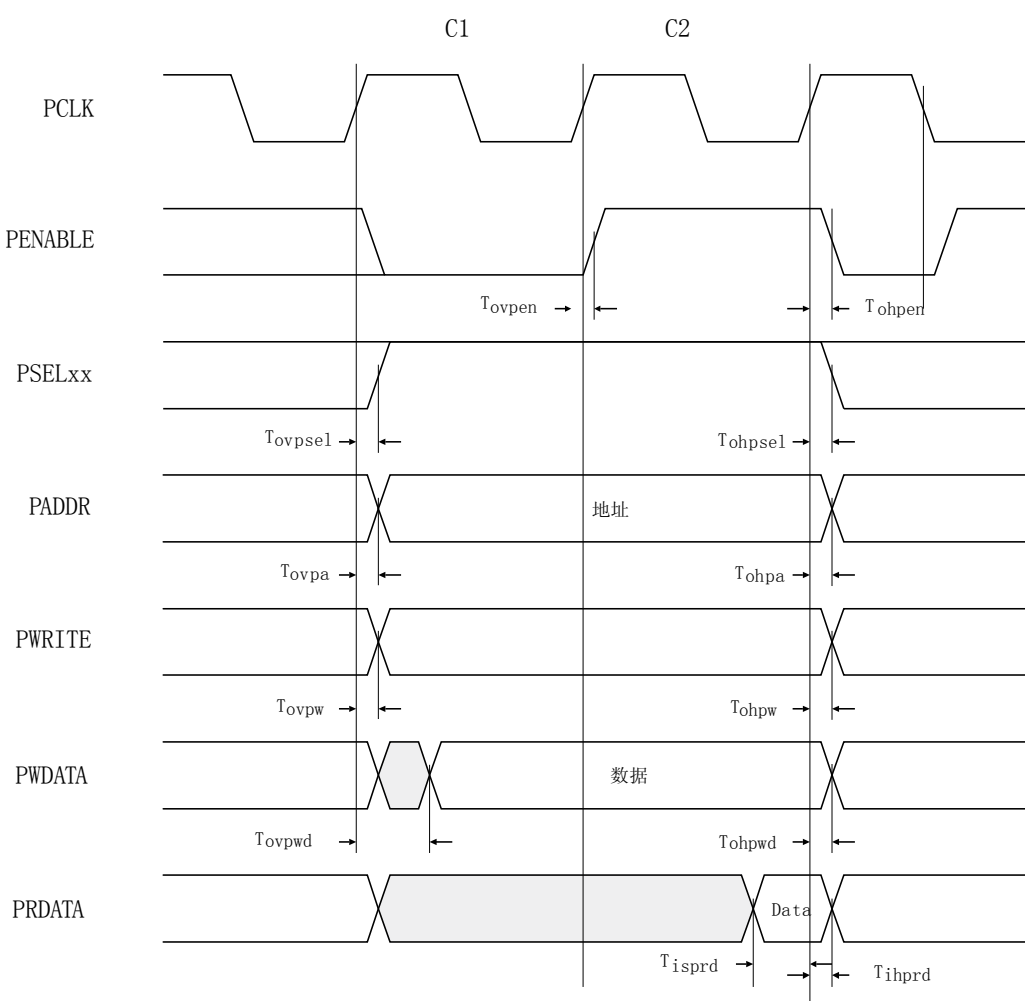 C1 C2
PCLK
PENABLE
Tovpen Tohpen
PSELxx
Tovpsel Tohpsel
PADDR 地址
Tovpa Tohpa
PWRITE
Tovpw Tohpw
PWDATA 数据
Tovpwd Tohpwd
PRDATA Data
Tisprd Tihprd